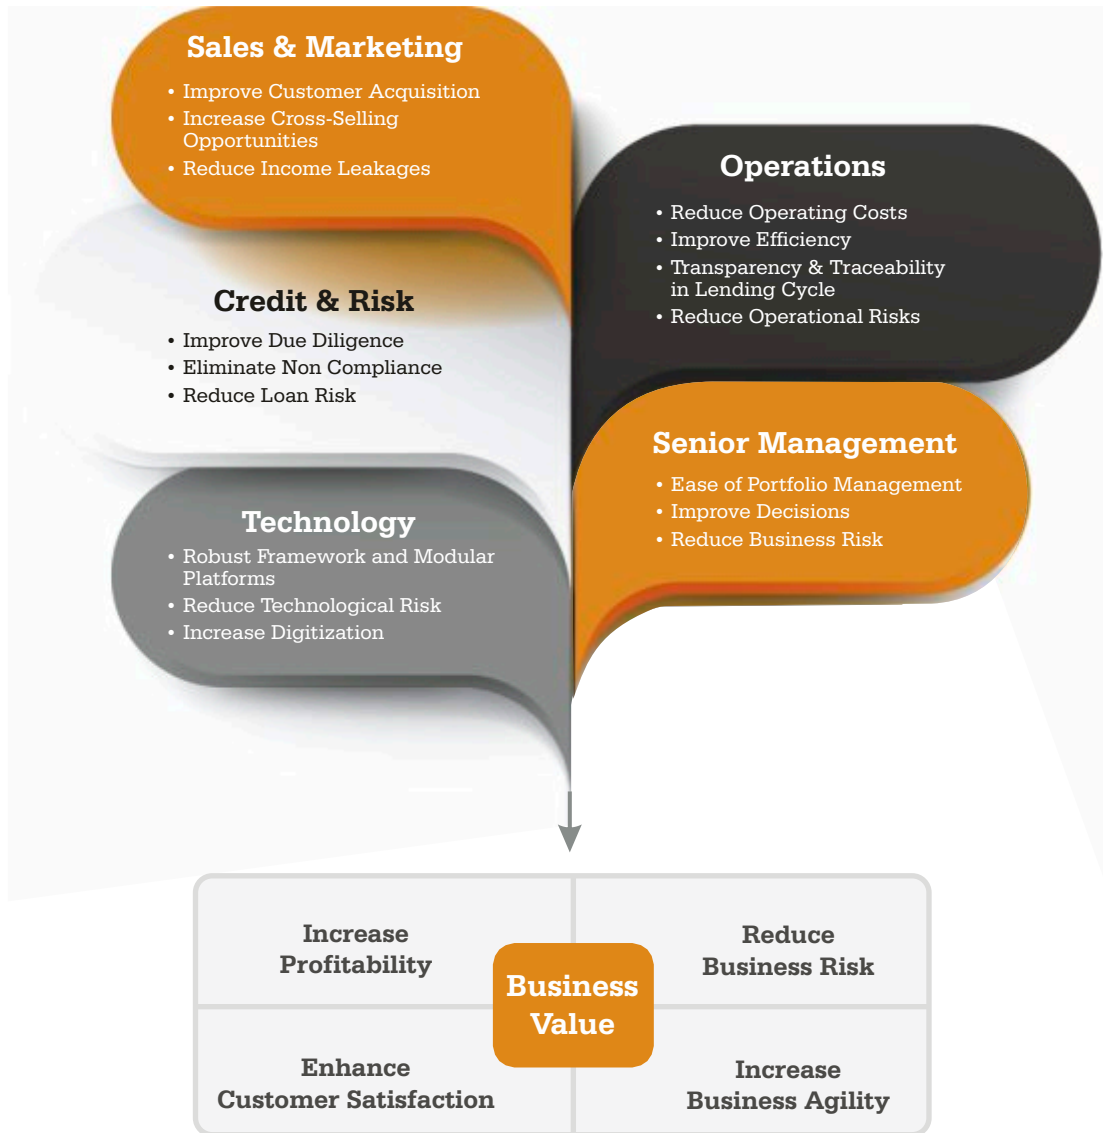 Sales & Marketing
• Improve Customer Acquisition
• Increase Cross-Selling
Opportunities
• Reduce Income Leakages
Operations
• Reduce Operating Costs
• Improve Efficiency
• Transparency & Traceability
in Lending Cycle
• Reduce Operational Risks
Credit & Risk
• Improve Due Diligence
• Eliminate Non Compliance
• Reduce Loan Risk
Senior Management
• Ease of Portfolio Management
• Improve Decisions
• Reduce Business Risk
Technology
• Robust Framework and Modular
Platforms
• Reduce Technological Risk
• Increase Digitization
Increase
Profitability
Reduce
Business Risk
Business
Value
Enhance
Customer Satisfaction
Increase
Business Agility